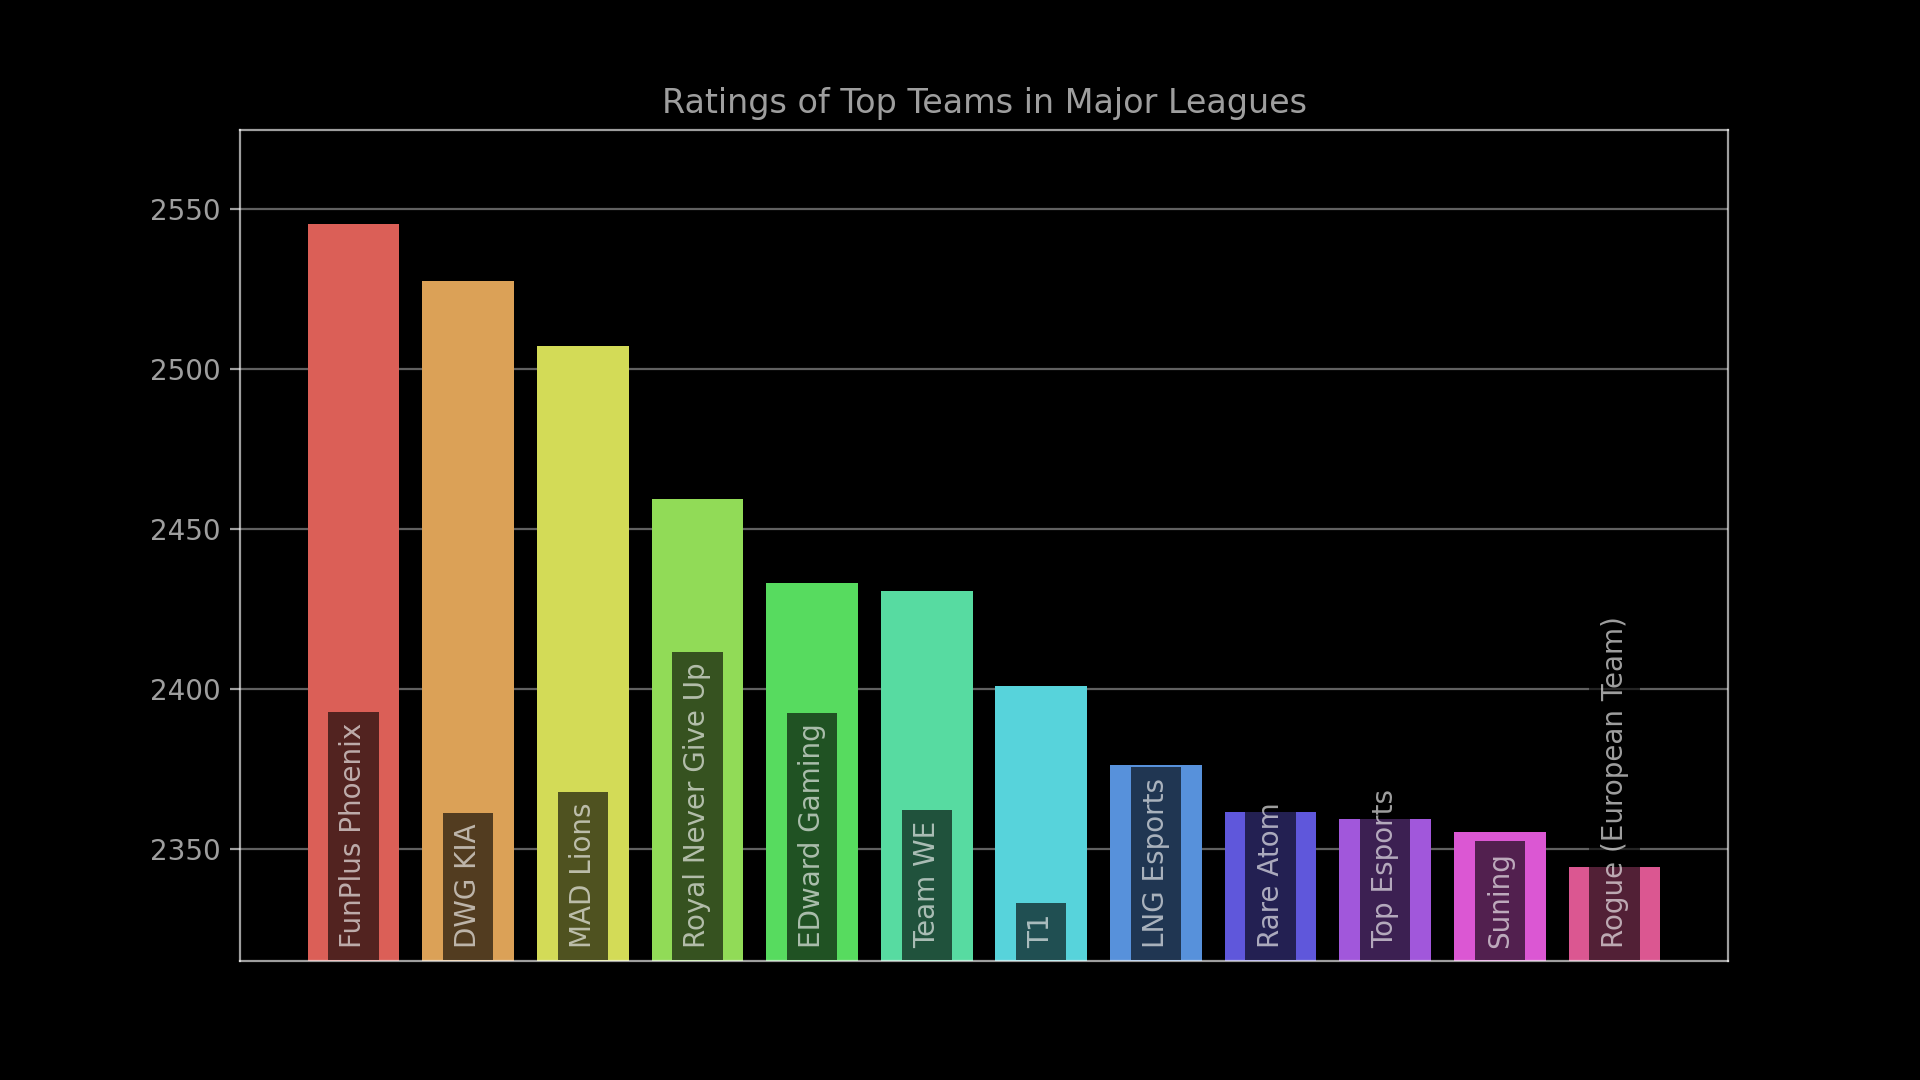 Ratings of Top Teams in Major Leagues
2550
2500
2450
2400
2350
FunPlus Phoenix
DWG KIA
MAD Lions
Royal Never Give Up
EDward Gaming
Team WE
T1
LNG Esports
Rare Atom
Top Esports
Suning
Rogue (European Team)